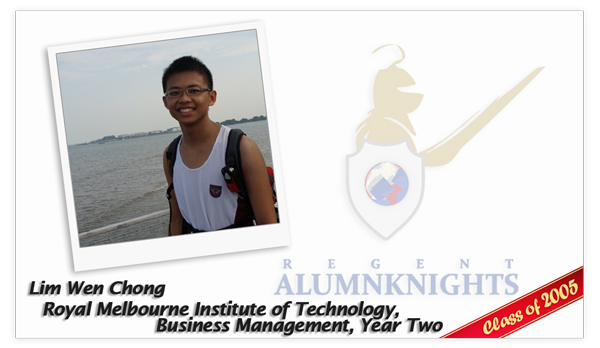 REGENT
ALUMNKNIGHTS
Lim Wen Chong
Royal Melbourne Institute of Technology,
Business Management, Year Two
Class of 2005